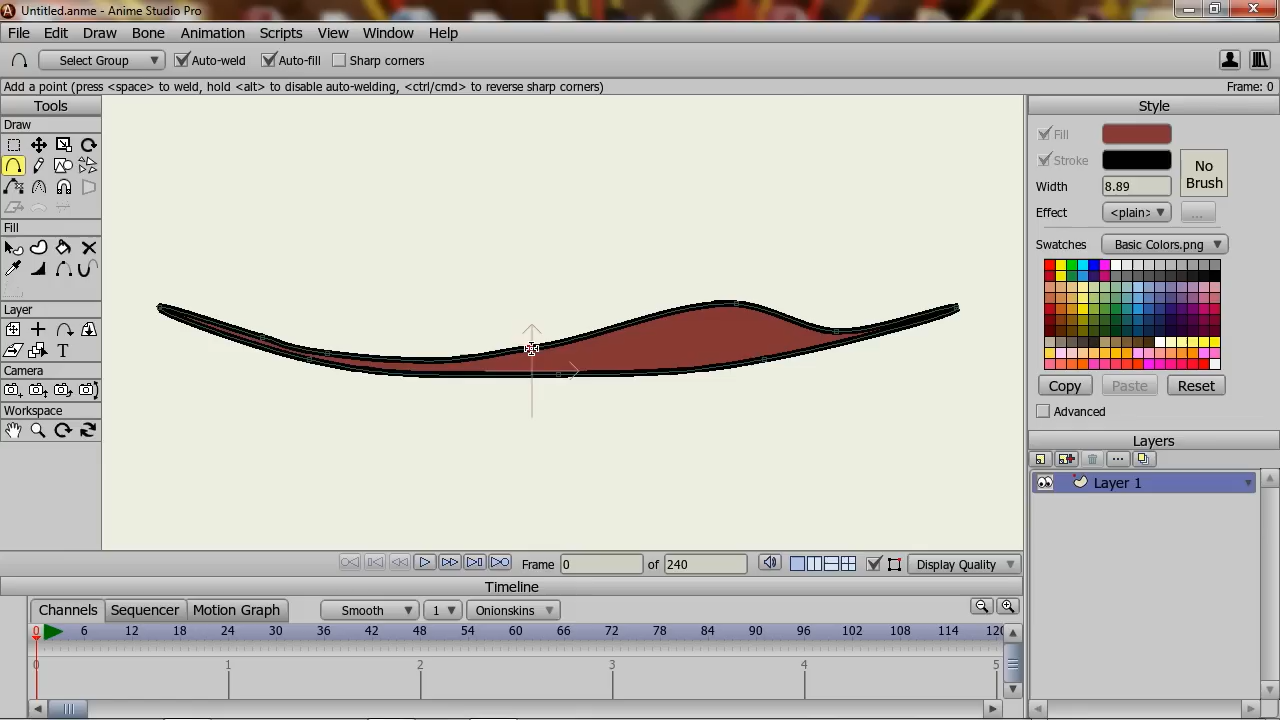 Untitled.anme - Anime Studio Pro
File Edit Draw Bone Animation Scripts View Window Help
Select Group Auto-weld Auto-fill Sharp corners
Add a point (press <space> to weld, hold <alt> to disable auto-welding, <ctrl/cmd> to reverse sharp corners) Frame: 0
Tools
Draw
Fill
Layer
T
Camera
Workspace
Style
Fill
Stroke
No Brush
Width 8.89
Effect <plain> ...
Swatches Basic Colors.png
Copy Paste Reset
Advanced
Layers
Layer 1
Frame 0 of 240 Display Quality
Timeline
Channels Sequencer Motion Graph Smooth 1 Onionskins
0 6 12 18 24 30 36 42 48 54 60 66 72 78 84 90 96 102 108 114 120
0 1 2 3 4 5